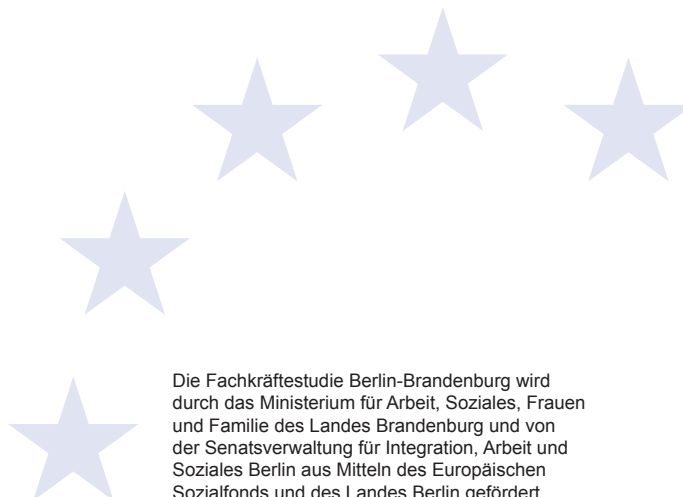 Die Fachkräftestudie Berlin-Brandenburg wird
durch das Ministerium für Arbeit, Soziales, Frauen
und Familie des Landes Brandenburg und von
der Senatsverwaltung für Integration, Arbeit und
Soziales Berlin aus Mitteln des Europäischen
Sozialfonds und des Landes Berlin gefördert